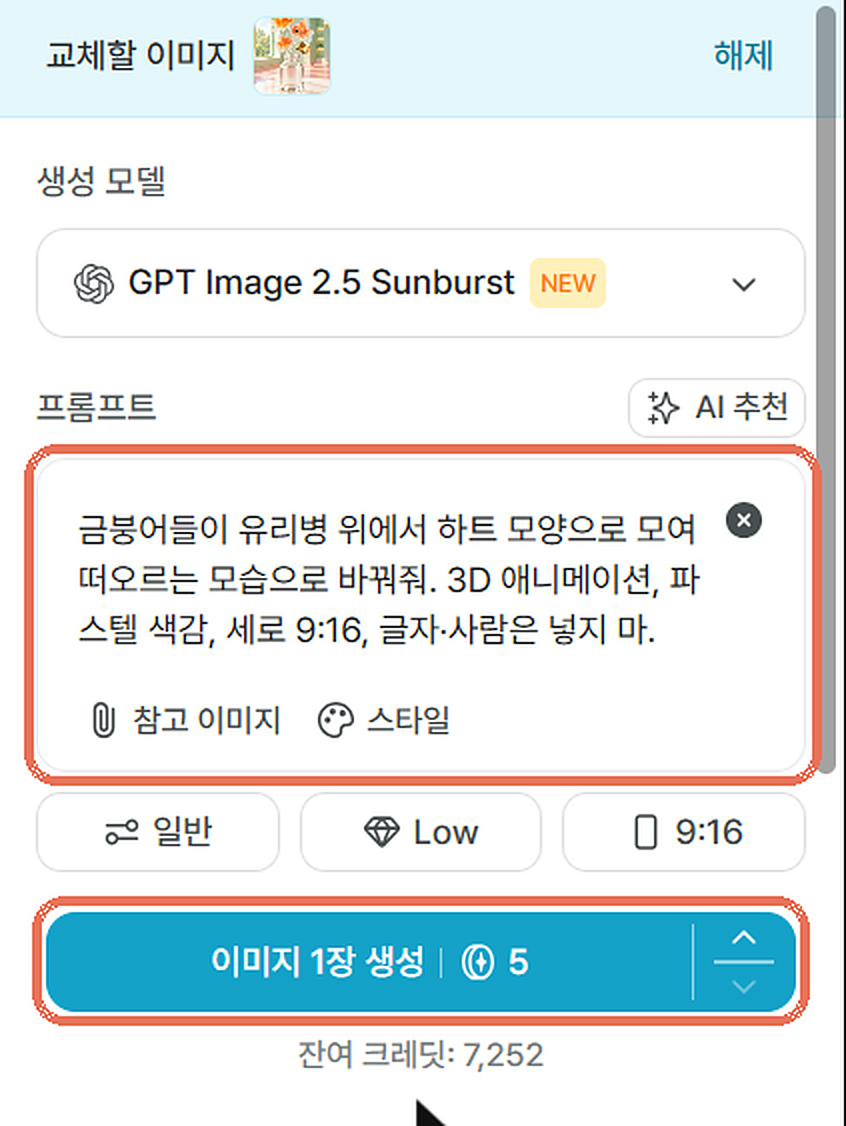 교체할 이미지
해제
생성 모델
GPT Image 2.5 Sunburst NEW
프롬프트
AI 추천
금붕어들이 유리병 위에서 하트 모양으로 모여
떠오르는 모습으로 바꿔줘. 3D 애니메이션, 파
스텔 색감, 세로 9:16, 글자·사람은 넣지 마.
참고 이미지 스타일
일반 Low 9:16
이미지 1장 생성 5
잔여 크레딧: 7,252